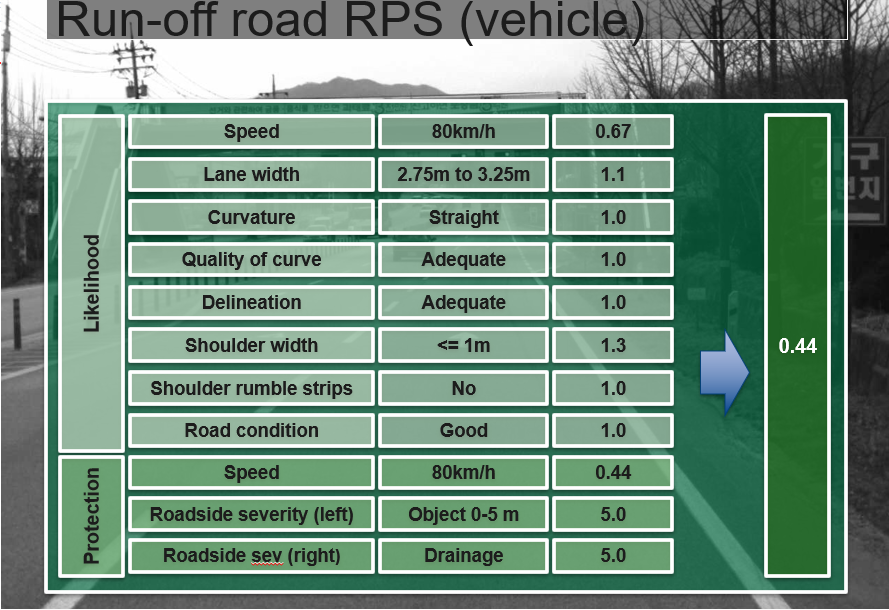 Run-off road RPS (vehicle)
Likelihood
Speed 80km/h 0.67
Lane width 2.75m to 3.25m 1.1
Curvature Straight 1.0
Quality of curve Adequate 1.0
Delineation Adequate 1.0
Shoulder width <= 1m 1.3
Shoulder rumble strips No 1.0
Road condition Good 1.0
Protection
Speed 80km/h 0.44
Roadside severity (left) Object 0-5 m 5.0
Roadside sev (right) Drainage 5.0
0.44